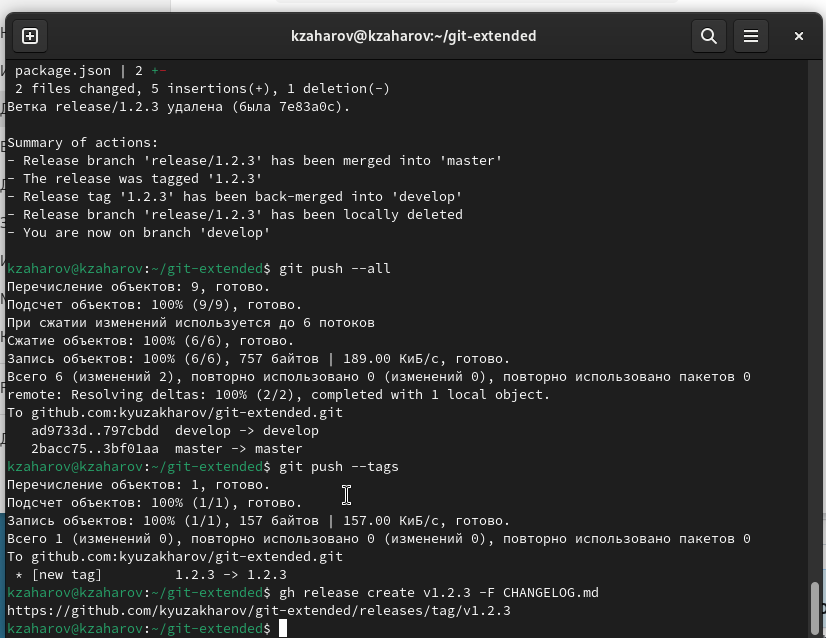 kzaharov@kzaharov:~/git-extended
package.json | 2 +-
2 files changed, 5 insertions(+), 1 deletion(-)
Ветка release/1.2.3 удалена (была 7e83a0c).
Summary of actions:
- Release branch 'release/1.2.3' has been merged into 'master'
- The release was tagged '1.2.3'
- Release tag '1.2.3' has been back-merged into 'develop'
- Release branch 'release/1.2.3' has been locally deleted
- You are now on branch 'develop'
kzaharov@kzaharov:~/git-extended$ git push --all
Перечисление объектов: 9, готово.
Подсчет объектов: 100% (9/9), готово.
При сжатии изменений используется до 6 потоков
Сжатие объектов: 100% (6/6), готово.
Запись объектов: 100% (6/6), 757 байтов | 189.00 КиБ/с, готово.
Всего 6 (изменений 2), повторно использовано 0 (изменений 0), повторно использовано пакетов 0
remote: Resolving deltas: 100% (2/2), completed with 1 local object.
To github.com:kyuzakharov/git-extended.git
ad9733d..797cbdd  develop -> develop
2bacc75..3bf01aa  master -> master
kzaharov@kzaharov:~/git-extended$ git push --tags
Перечисление объектов: 1, готово.
Подсчет объектов: 100% (1/1), готово.
Запись объектов: 100% (1/1), 157 байтов | 157.00 КиБ/с, готово.
Всего 1 (изменений 0), повторно использовано 0 (изменений 0), повторно использовано пакетов 0
To github.com:kyuzakharov/git-extended.git
* [new tag]         1.2.3 -> 1.2.3
kzaharov@kzaharov:~/git-extended$ gh release create v1.2.3 -F CHANGELOG.md
https://github.com/kyuzakharov/git-extended/releases/tag/v1.2.3
kzaharov@kzaharov:~/git-extended$